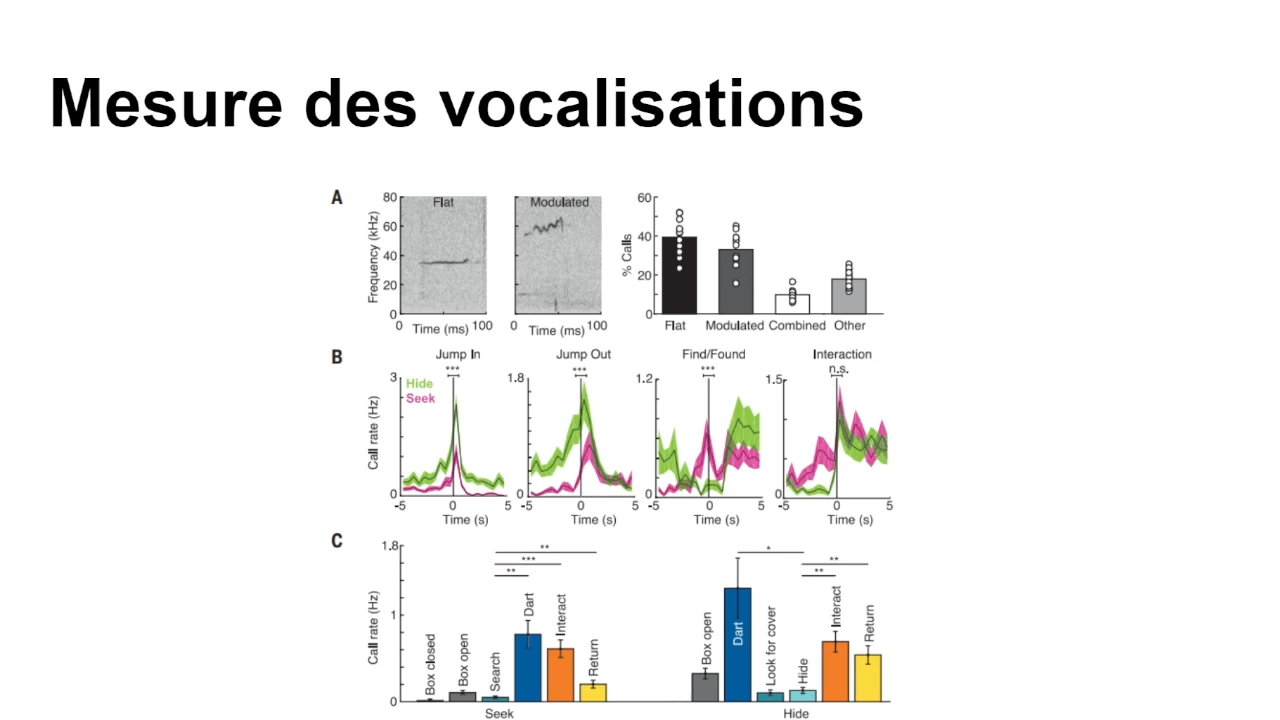 Mesure des vocalisations
A
80
60
40
20
0
Frequency (kHz)
Flat
0 Time (ms) 100
Modulated
0 Time (ms) 100
60
40
20
0
% Calls
Flat Modulated Combined Other
B
Jump In
***
3
0
Call rate (Hz)
Hide
Seek
-5 0 5
Time (s)
Jump Out
***
1.8
0
-5 0 5
Time (s)
Find/Found
***
1.2
0
-5 0 5
Time (s)
Interaction
n.s.
1.5
0
-5 0 5
Time (s)
C
1.8
1
0
Call rate (Hz)
**
***
**
Box closed
Box open
Search
Dart
Interact
Return
Seek
*
**
**
Box open
Dart
Look for cover
Hide
Interact
Return
Hide